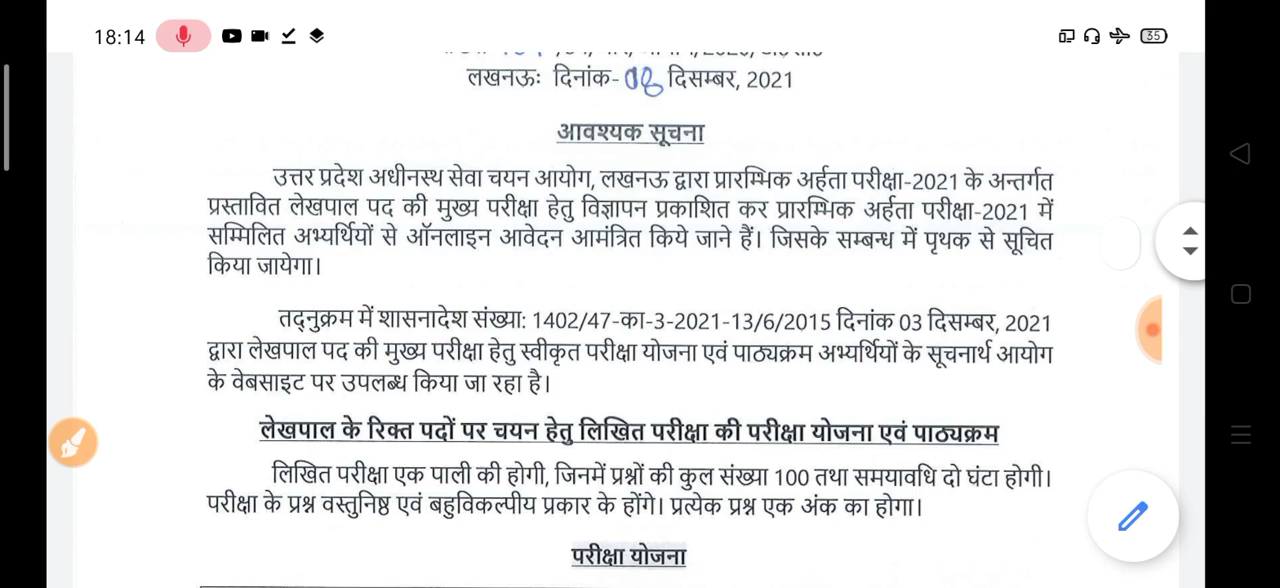 18:14
35
लखनऊः दिनांक- 08 दिसम्बर, 2021
आवश्यक सूचना
उत्तर प्रदेश अधीनस्थ सेवा चयन आयोग, लखनऊ द्वारा प्रारम्भिक अर्हता परीक्षा-2021 के अन्तर्गत
प्रस्तावित लेखपाल पद की मुख्य परीक्षा हेतु विज्ञापन प्रकाशित कर प्रारम्भिक अर्हता परीक्षा-2021 में
सम्मिलित अभ्यर्थियों से ऑनलाइन आवेदन आमंत्रित किये जाने हैं। जिसके सम्बन्ध में पृथक से सूचित
किया जायेगा।
तद्नुक्रम में शासनादेश संख्या: 1402/47-का-3-2021-13/6/2015 दिनांक 03 दिसम्बर, 2021
द्वारा लेखपाल पद की मुख्य परीक्षा हेतु स्वीकृत परीक्षा योजना एवं पाठ्यक्रम अभ्यर्थियों के सूचनार्थ आयोग
के वेबसाइट पर उपलब्ध किया जा रहा है।
लेखपाल के रिक्त पदों पर चयन हेतु लिखित परीक्षा की परीक्षा योजना एवं पाठ्यक्रम
लिखित परीक्षा एक पाली की होगी, जिनमें प्रश्नों की कुल संख्या 100 तथा समयावधि दो घंटा होगी।
परीक्षा के प्रश्न वस्तुनिष्ठ एवं बहुविकल्पीय प्रकार के होंगे। प्रत्येक प्रश्न एक अंक का होगा।
परीक्षा योजना